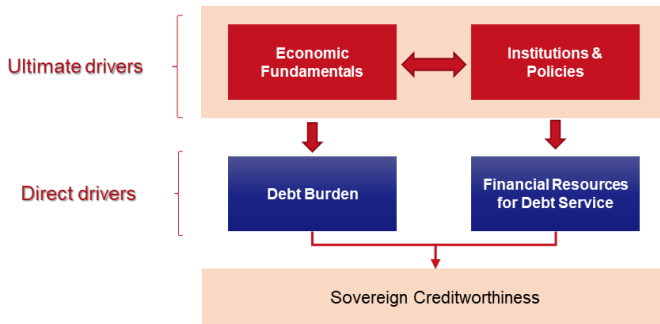 Ultimate drivers
Economic
Fundamentals
Institutions &
Policies
Direct drivers
Debt Burden
Financial Resources
for Debt Service
Sovereign Creditworthiness